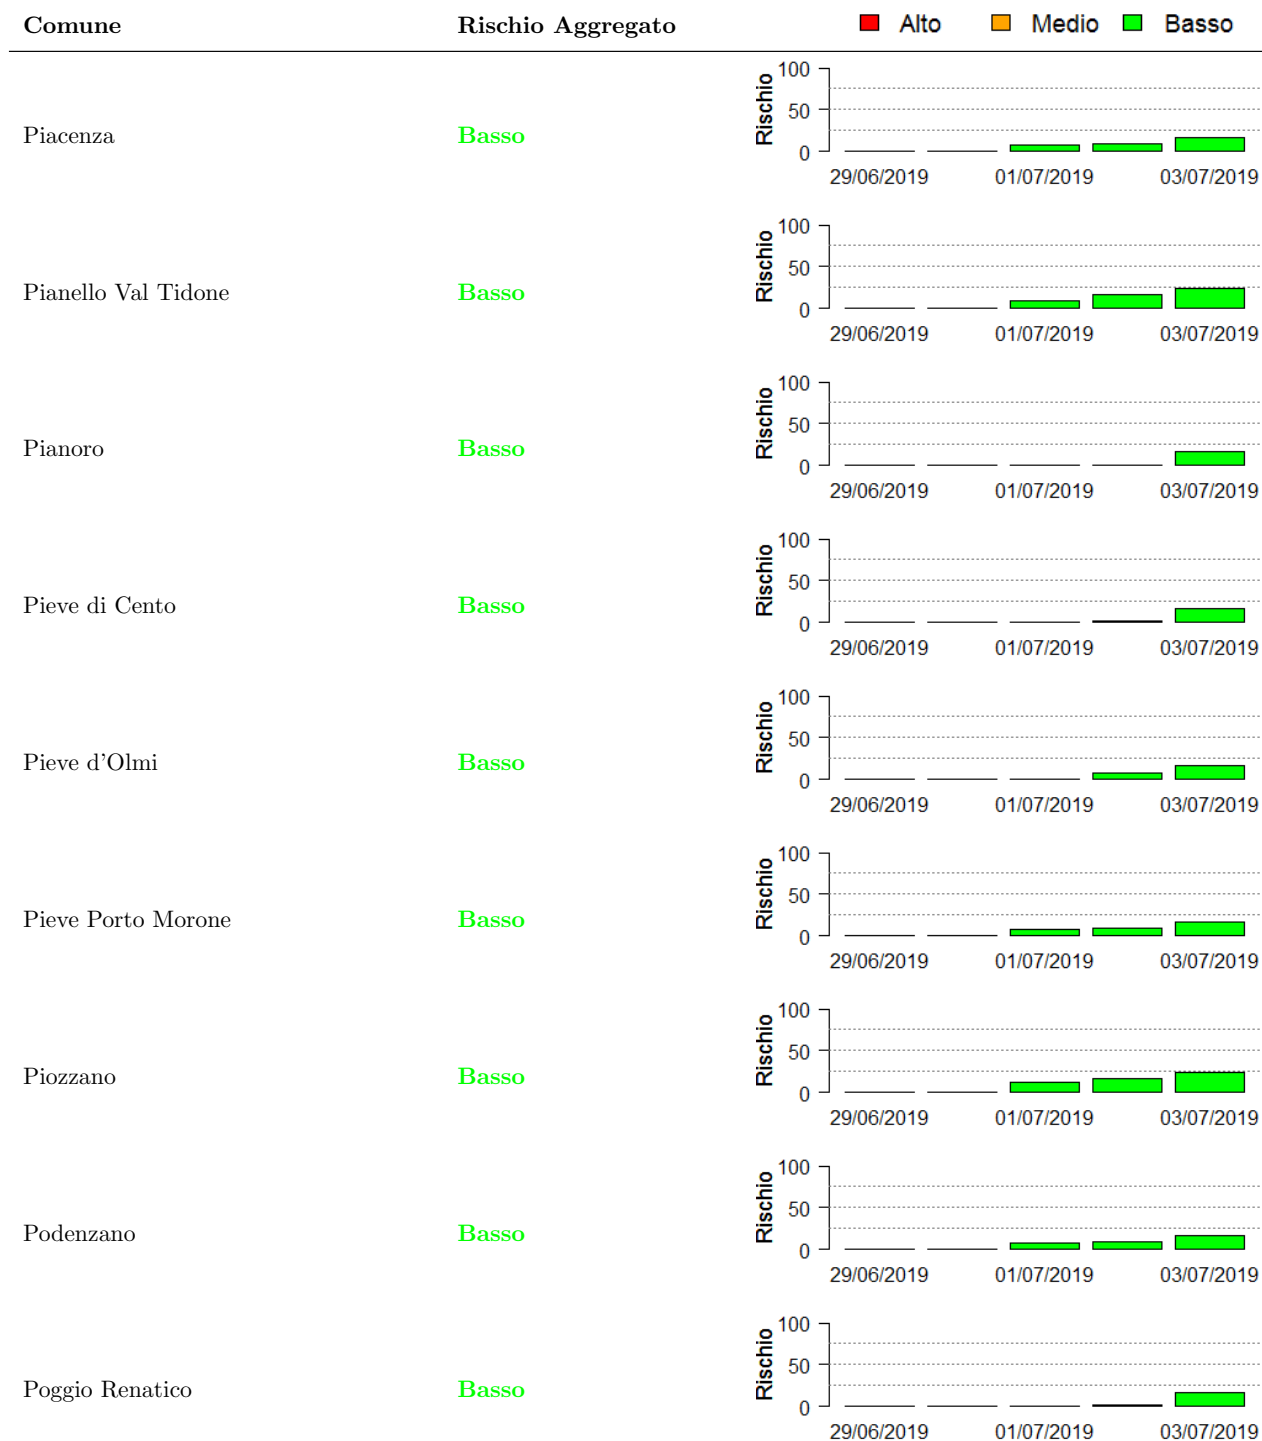 Comune Rischio Aggregato Alto Medio Basso
100
50
0
Rischio
Piacenza Basso
29/06/2019 01/07/2019 03/07/2019
100
50
0
Rischio
Pianello Val Tidone Basso
29/06/2019 01/07/2019 03/07/2019
100
50
0
Rischio
Pianoro Basso
29/06/2019 01/07/2019 03/07/2019
100
50
0
Rischio
Pieve di Cento Basso
29/06/2019 01/07/2019 03/07/2019
100
50
0
Rischio
Pieve d'Olmi Basso
29/06/2019 01/07/2019 03/07/2019
100
50
0
Rischio
Pieve Porto Morone Basso
29/06/2019 01/07/2019 03/07/2019
100
50
0
Rischio
Piozzano Basso
29/06/2019 01/07/2019 03/07/2019
100
50
0
Rischio
Podenzano Basso
29/06/2019 01/07/2019 03/07/2019
100
50
0
Rischio
Poggio Renatico Basso
29/06/2019 01/07/2019 03/07/2019